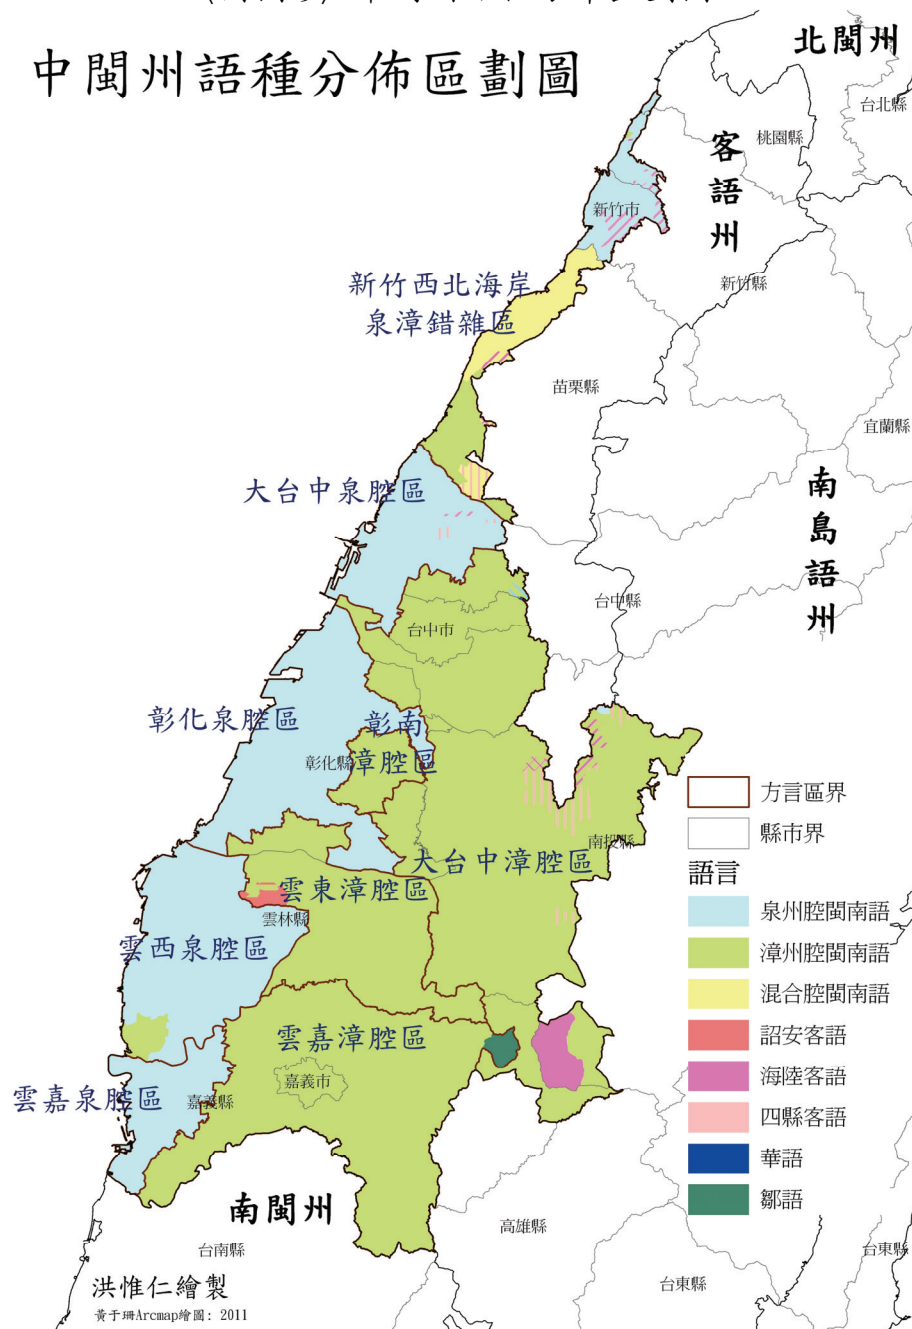 中閩州語種分佈區劃圖
北閩州
台北縣
桃園縣
客語州
新竹市
新竹縣
新竹西北海岸
泉漳錯雜區
苗栗縣
宜蘭縣
大台中泉腔區
南島語州
台中縣
台中市
彰化泉腔區
彰南
漳腔區
彰化縣
大台中漳腔區
南投縣
雲東漳腔區
雲林縣
雲西泉腔區
雲嘉漳腔區
嘉義市
雲嘉泉腔區
嘉義縣
南閩州
台南縣
高雄縣
台東縣
台東縣
方言區界
縣市界
語言
泉州腔閩南語
漳州腔閩南語
混合腔閩南語
詔安客語
海陸客語
四縣客語
華語
鄒語
洪惟仁繪製
黃于珊Arcmap繪圖: 2011